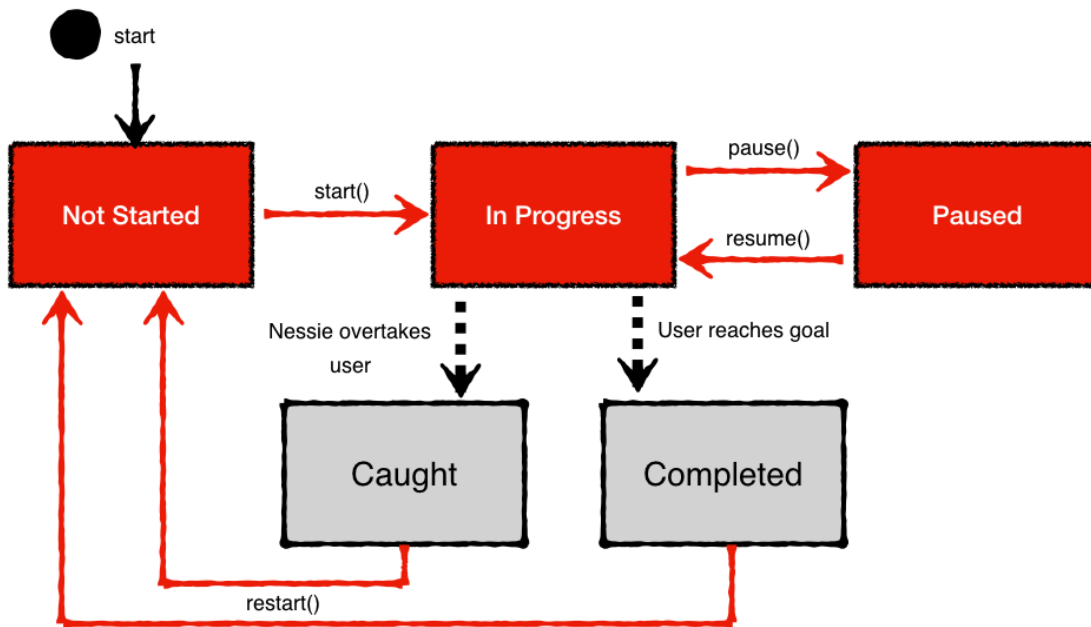 start
Not Started
start()
In Progress
pause()
resume()
Paused
Nessie overtakes
user
User reaches goal
Caught
Completed
restart()